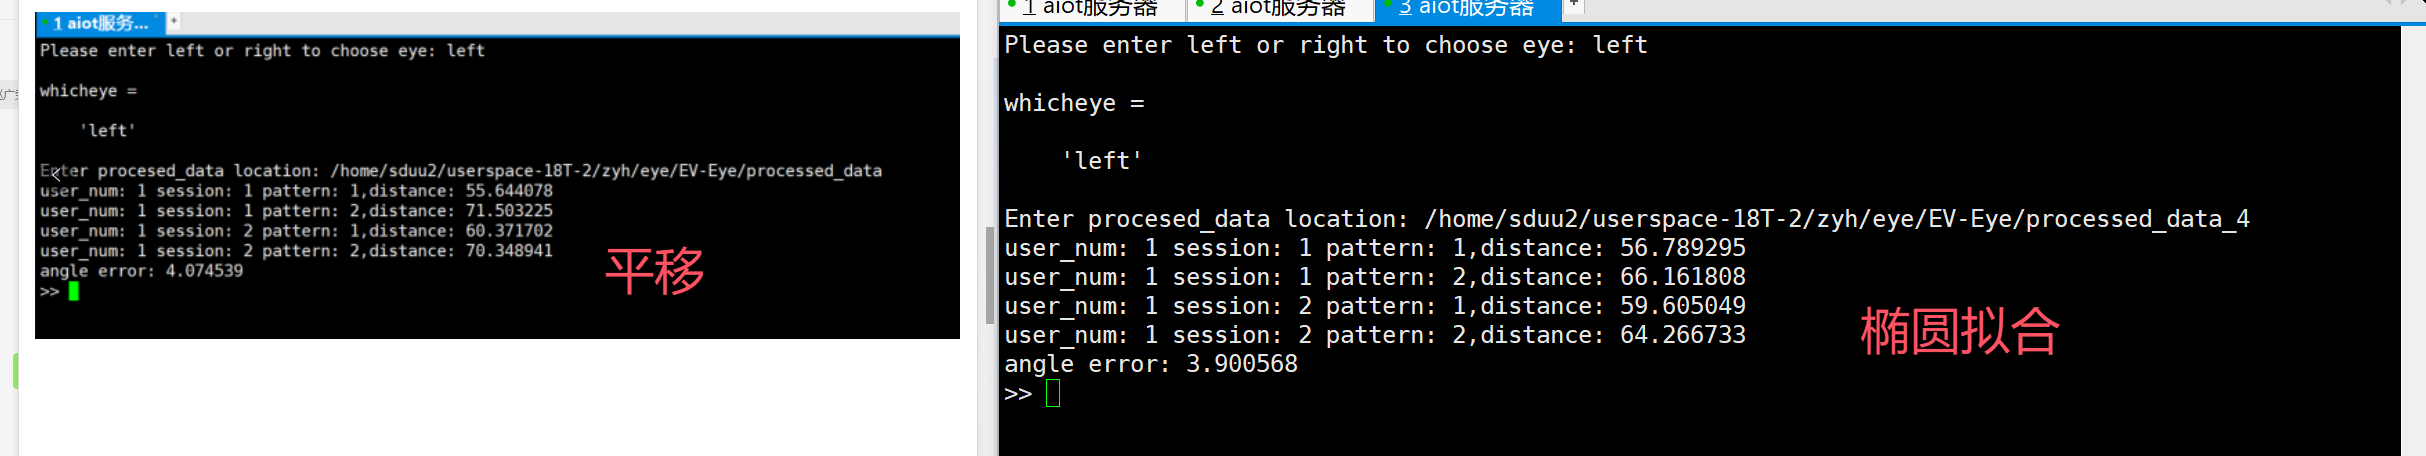 1 aiot服务... +
Please enter left or right to choose eye: left
whicheye =
'left'
Enter procesed_data location: /home/sduu2/userspace-18T-2/zyh/eye/EV-Eye/processed_data
user_num: 1 session: 1 pattern: 1,distance: 55.644078
user_num: 1 session: 1 pattern: 2,distance: 71.503225
user_num: 1 session: 2 pattern: 1,distance: 60.371702
user_num: 1 session: 2 pattern: 2,distance: 70.348941
angle error: 4.074539
>>
平移
1 aiot服务器 2 aiot服务器 3 aiot服务器 +
Please enter left or right to choose eye: left
whicheye =
'left'
Enter procesed_data location: /home/sduu2/userspace-18T-2/zyh/eye/EV-Eye/processed_data_4
user_num: 1 session: 1 pattern: 1,distance: 56.789295
user_num: 1 session: 1 pattern: 2,distance: 66.161808
user_num: 1 session: 2 pattern: 1,distance: 59.605049
user_num: 1 session: 2 pattern: 2,distance: 64.266733
angle error: 3.900568
>>
椭圆拟合